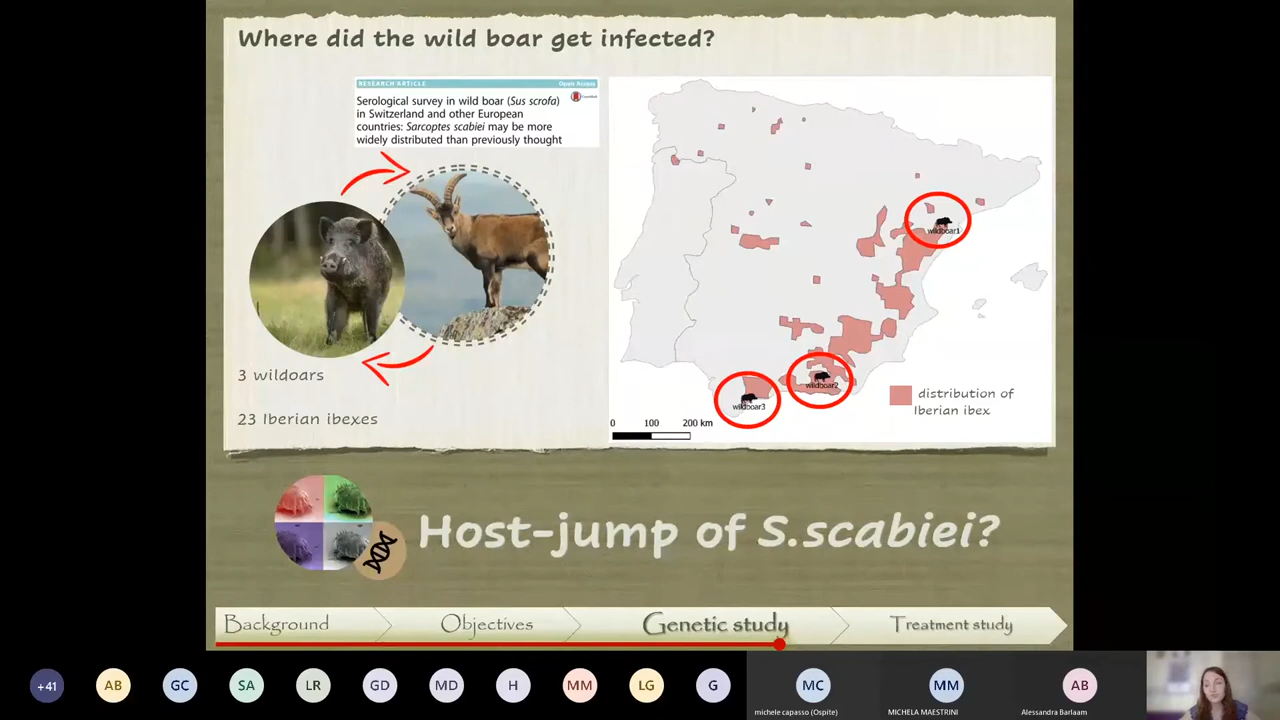 Where did the wild boar get infected?
RESEARCH ARTICLE
Open Access
Serological survey in wild boar (Sus scrofa)
in Switzerland and other European
countries: Sarcoptes scabiei may be more
widely distributed than previously thought
3 wildoars
23 Iberian ibexes
wildboar1
wildboar2
wildboar3
distribution of
Iberian ibex
0 100 200 km
Host-jump of S.scabiei?
Background
Objectives
Genetic study
Treatment study
+41
AB
GC
SA
LR
GD
MD
H
MM
LG
G
MC
MM
AB
michele capasso (Ospite)
MICHELA MAESTRINI
Alessandra Barlaam